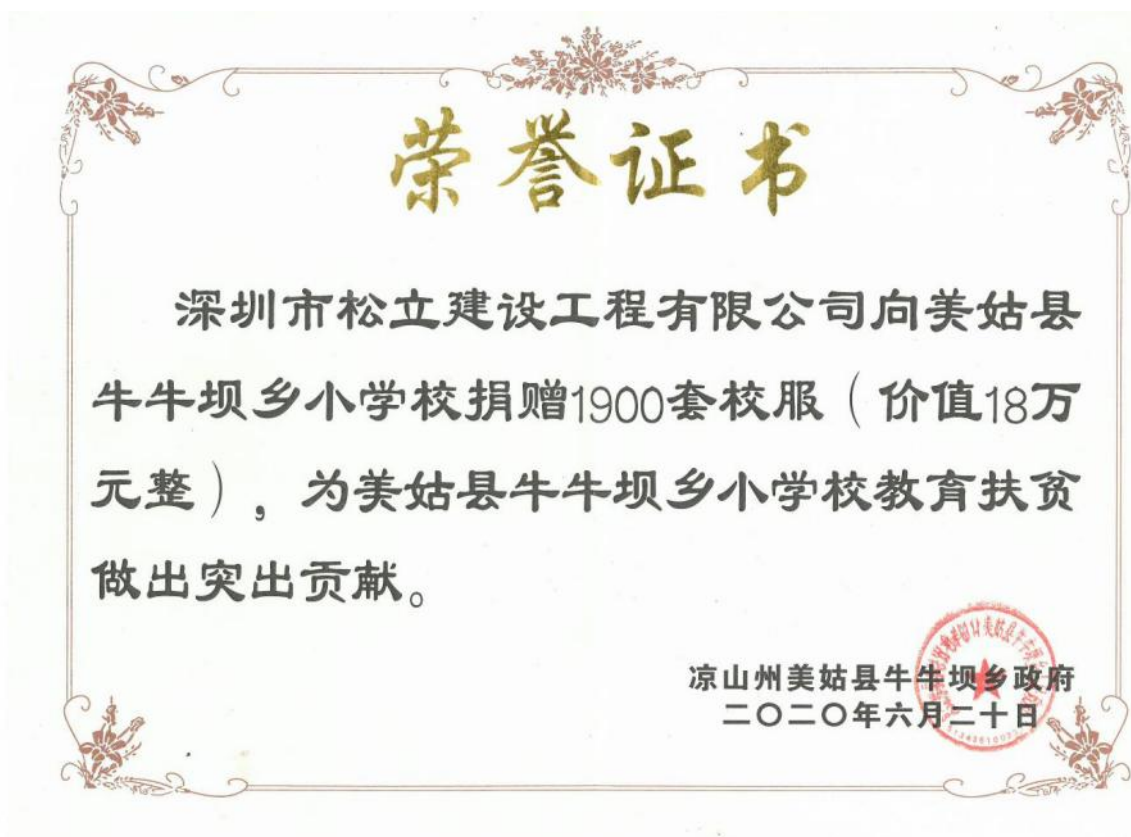 荣誉证书
深圳市松立建设工程有限公司向美姑县
牛牛坝乡小学校捐赠1900套校服（价值18万
元整），为美姑县牛牛坝乡小学校教育扶贫
做出突出贡献。
凉山州美姑县牛牛坝乡政府
二〇二〇年六月二十日